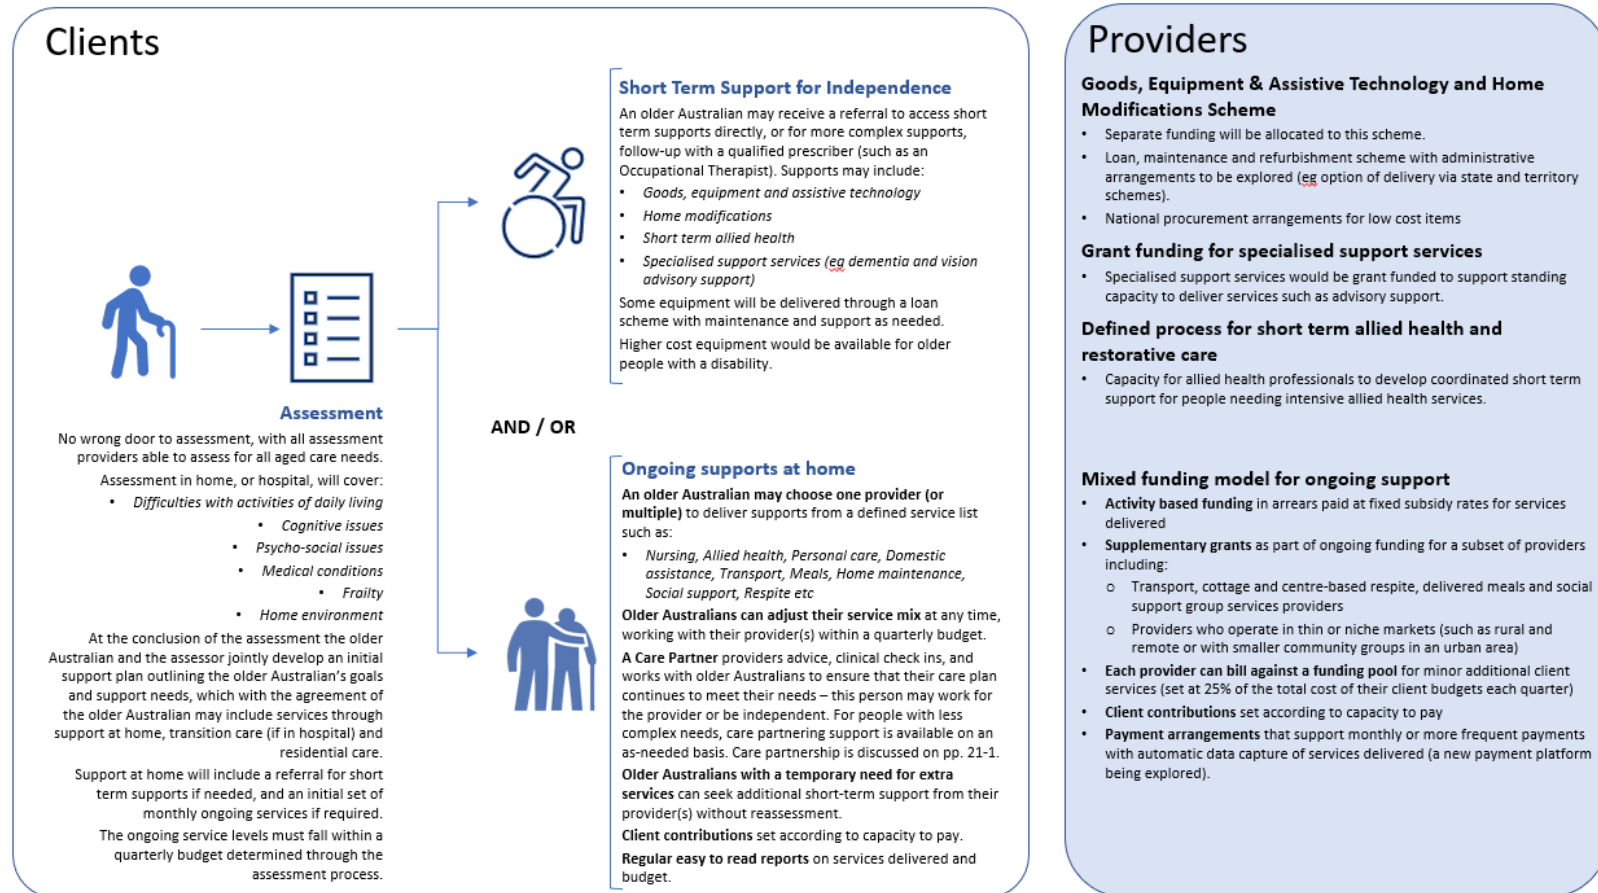 Clients
Assessment
No wrong door to assessment, with all assessment
providers able to assess for all aged care needs.
Assessment in home, or hospital, will cover:
• Difficulties with activities of daily living
• Cognitive issues
• Psycho-social issues
• Medical conditions
• Frailty
• Home environment
At the conclusion of the assessment the older
Australian and the assessor jointly develop an initial
support plan outlining the older Australian's goals
and support needs, which with the agreement of
the older Australian may include services through
support at home, transition care (if in hospital) and
residential care.
Support at home will include a referral for short
term supports if needed, and an initial set of
monthly ongoing services if required.
The ongoing service levels must fall within a
quarterly budget determined through the
assessment process.
Short Term Support for Independence
An older Australian may receive a referral to access short
term supports directly, or for more complex supports,
follow-up with a qualified prescriber (such as an
Occupational Therapist). Supports may include:
• Goods, equipment and assistive technology
• Home modifications
• Short term allied health
• Specialised support services (eg dementia and vision
advisory support)
Some equipment will be delivered through a loan
scheme with maintenance and support as needed.
Higher cost equipment would be available for older
people with a disability.
AND / OR
Ongoing supports at home
An older Australian may choose one provider (or
multiple) to deliver supports from a defined service list
such as:
• Nursing, Allied health, Personal care, Domestic
assistance, Transport, Meals, Home maintenance,
Social support, Respite etc
Older Australians can adjust their service mix at any time,
working with their provider(s) within a quarterly budget.
A Care Partner providers advice, clinical check ins, and
works with older Australians to ensure that their care plan
continues to meet their needs – this person may work for
the provider or be independent. For people with less
complex needs, care partnering support is available on an
as-needed basis. Care partnership is discussed on pp. 21-1.
Older Australians with a temporary need for extra
services can seek additional short-term support from their
provider(s) without reassessment.
Client contributions set according to capacity to pay.
Regular easy to read reports on services delivered and
budget.
Providers
Goods, Equipment & Assistive Technology and Home
Modifications Scheme
• Separate funding will be allocated to this scheme.
• Loan, maintenance and refurbishment scheme with administrative
arrangements to be explored (eg option of delivery via state and territory
schemes).
• National procurement arrangements for low cost items
Grant funding for specialised support services
• Specialised support services would be grant funded to support standing
capacity to deliver services such as advisory support.
Defined process for short term allied health and
restorative care
• Capacity for allied health professionals to develop coordinated short term
support for people needing intensive allied health services.
Mixed funding model for ongoing support
• Activity based funding in arrears paid at fixed subsidy rates for services
delivered
• Supplementary grants as part of ongoing funding for a subset of providers
including:
o Transport, cottage and centre-based respite, delivered meals and social
support group services providers
o Providers who operate in thin or niche markets (such as rural and
remote or with smaller community groups in an urban area)
• Each provider can bill against a funding pool for minor additional client
services (set at 25% of the total cost of their client budgets each quarter)
• Client contributions set according to capacity to pay
• Payment arrangements that support monthly or more frequent payments
with automatic data capture of services delivered (a new payment platform
being explored).